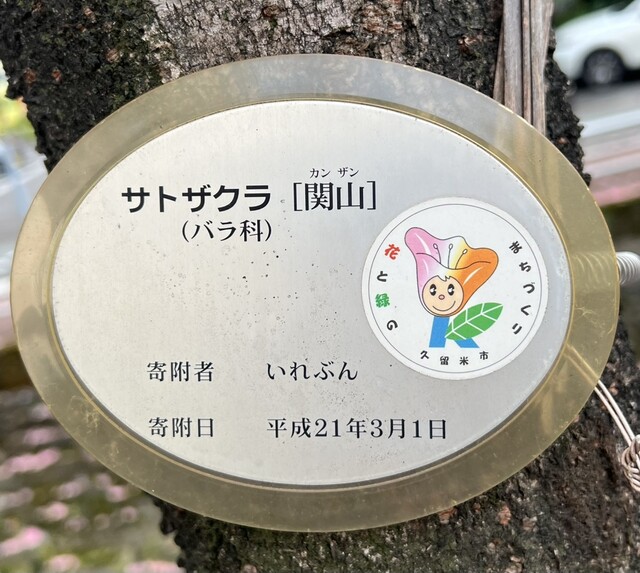 カン ザン
サトザクラ [関山]
(バラ科)
花と緑の まちづくり
久留米市
寄附者 いれぶん
寄附日 平成21年3月1日